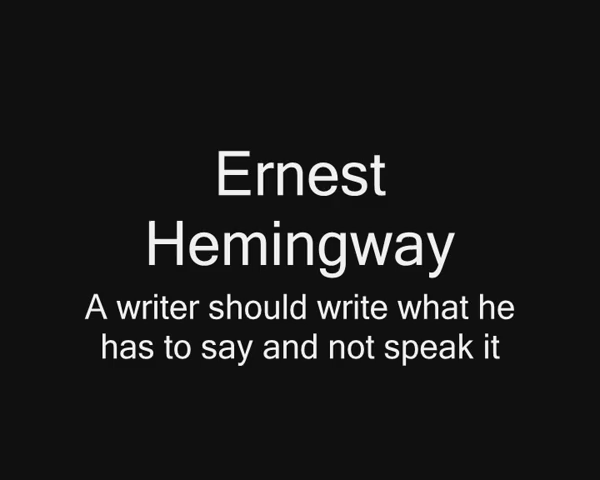 Ernest
Hemingway
A writer should write what he
has to say and not speak it